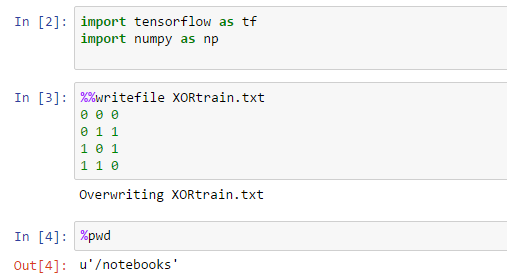 In [2]: import tensorflow as tf
import numpy as np
In [3]: %%writefile XORtrain.txt
0 0 0
0 1 1
1 0 1
1 1 0
Overwriting XORtrain.txt
In [4]: %pwd
Out[4]: u'/notebooks'